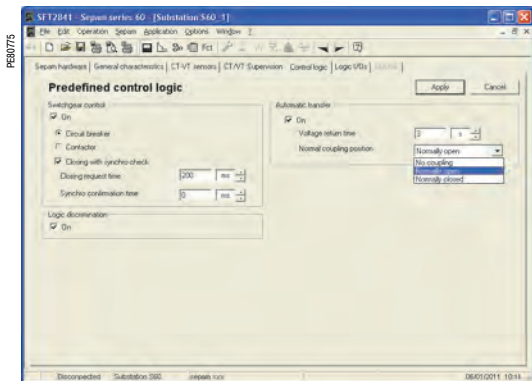 PE80775
SFT2841 - Sepam series 60 - [Substation S60_1]
File Edit Operation Sepam Application Options Window ?
Sepam hardware General characteristics CT-VT sensors CT/VT Supervision Control logic Logic I/Os
Predefined control logic
Apply Cancel
Switchgear control
On
Circuit breaker
Contactor
Closing with synchro-check
Closing request time 200 ms
Synchro confirmation time 0 ms
Logic discrimination
On
Automatic transfer
On
Voltage return time 3 s
Normal coupling position Normally open
No coupling
Normally open
Normally closed
Disconnected Substation S60 sepam xxx 06/01/2011 10:11